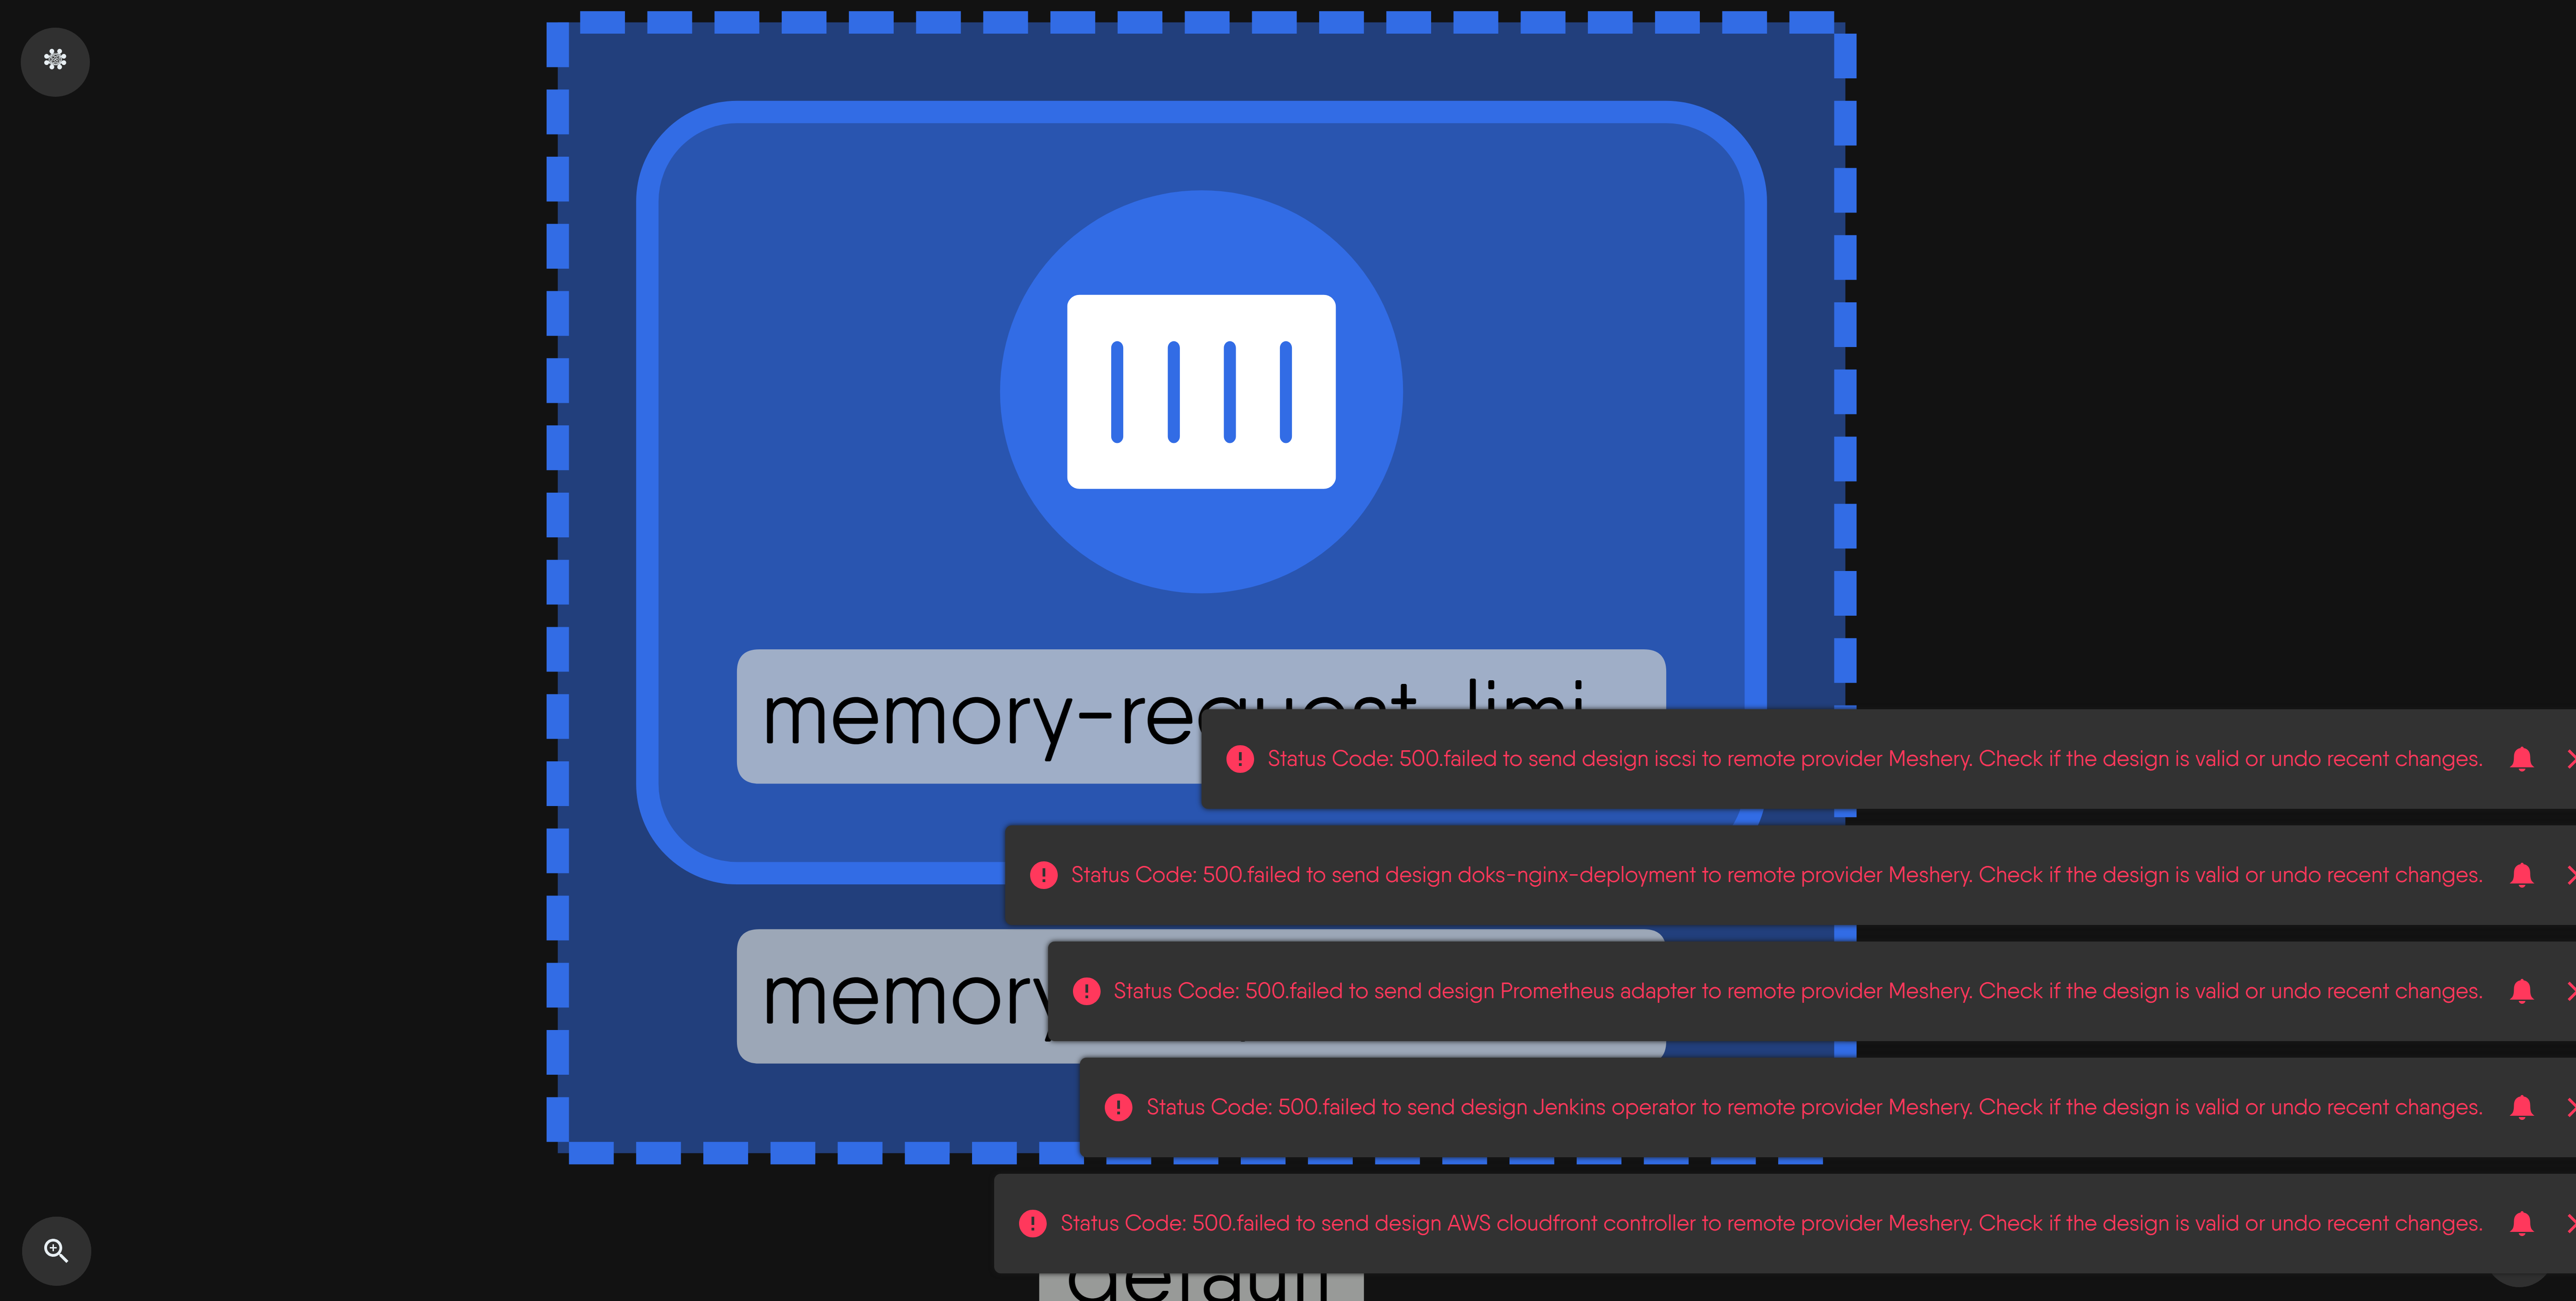 memory-request-limi...
Status Code: 500.failed to send design iscsi to remote provider Meshery. Check if the design is valid or undo recent changes.
Status Code: 500.failed to send design doks-nginx-deployment to remote provider Meshery. Check if the design is valid or undo recent changes.
memory
Status Code: 500.failed to send design Prometheus adapter to remote provider Meshery. Check if the design is valid or undo recent changes.
Status Code: 500.failed to send design Jenkins operator to remote provider Meshery. Check if the design is valid or undo recent changes.
Status Code: 500.failed to send design AWS cloudfront controller to remote provider Meshery. Check if the design is valid or undo recent changes.
default